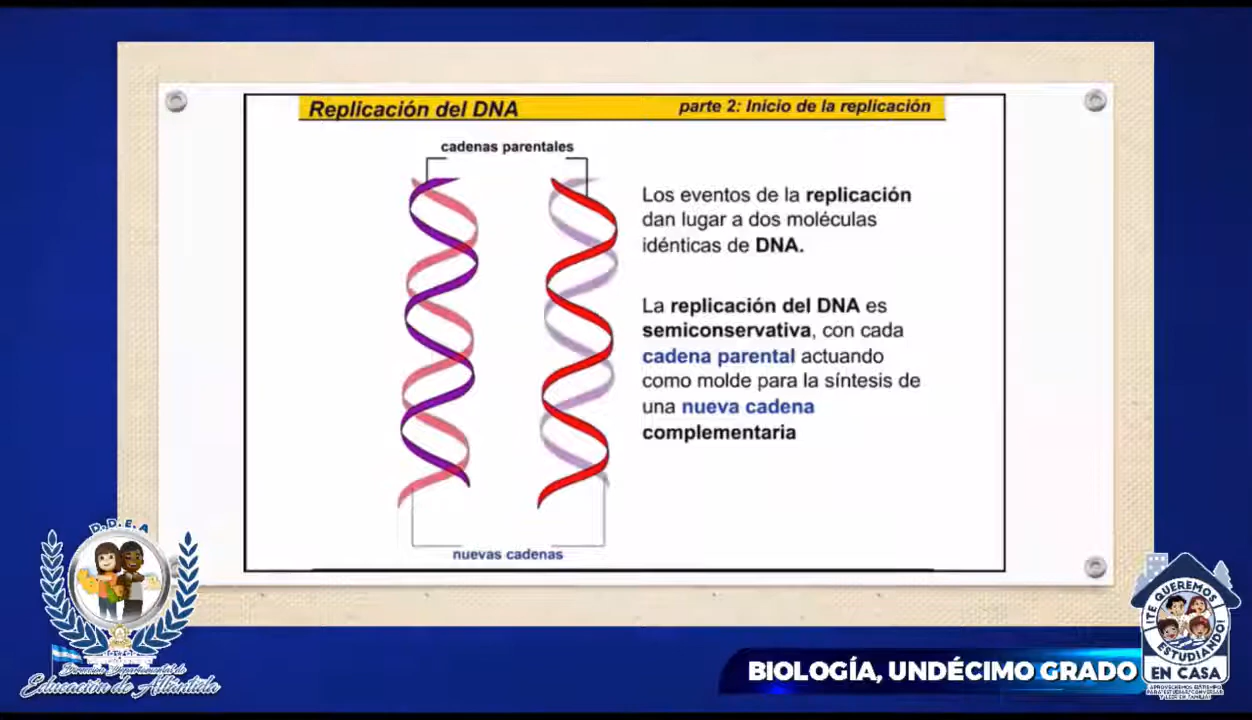 Replicación del DNA
parte 2: Inicio de la replicación
cadenas parentales
Los eventos de la replicación
dan lugar a dos moléculas
idénticas de DNA.
La replicación del DNA es
semiconservativa, con cada
cadena parental actuando
como molde para la síntesis de
una nueva cadena
complementaria
nuevas cadenas
D.D.E.A
Dirección Departamental de
Educación de Atlántida
BIOLOGÍA, UNDÉCIMO GRADO
¡TE QUEREMOS
ESTUDIANDO!
EN CASA